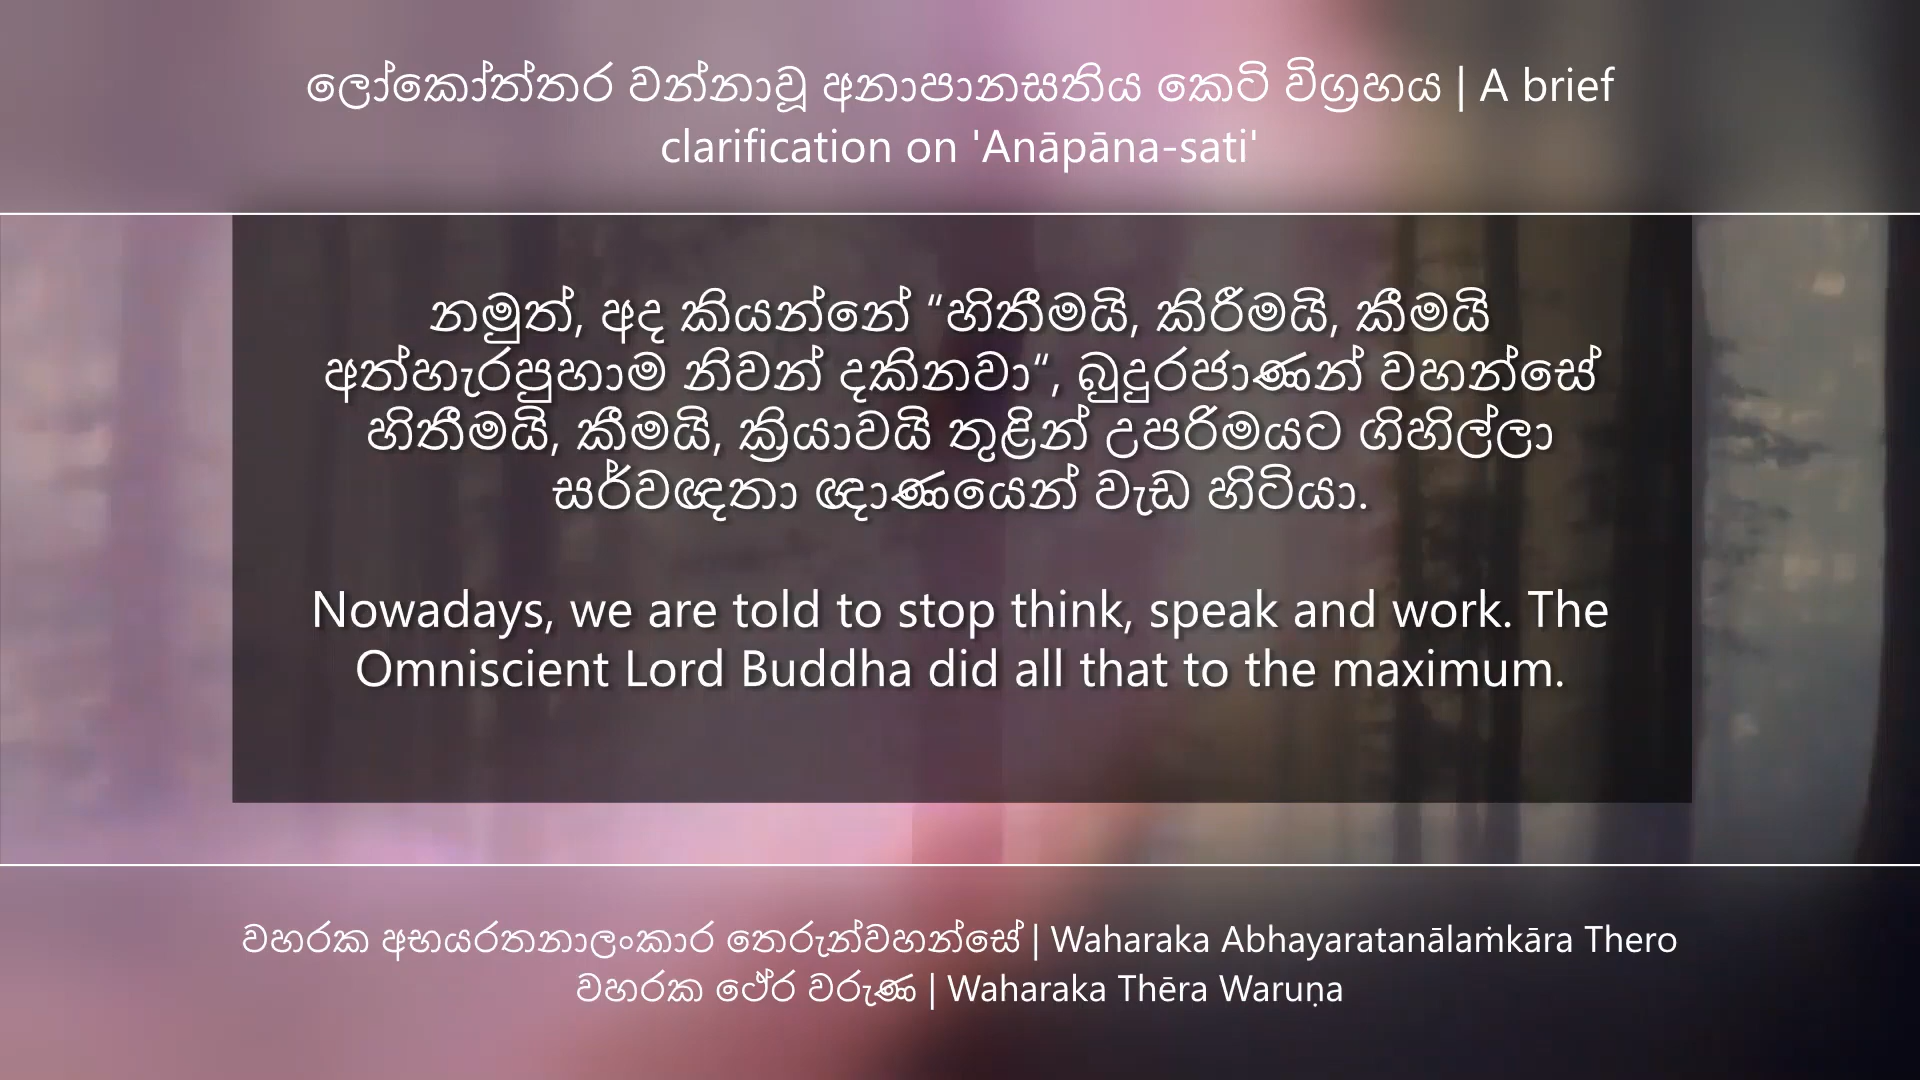 ලෝකෝත්තර වන්නාවූ අනාපානසතිය කෙටි විග්‍රහය | A brief
clarification on 'Anāpāna-sati'
නමුත්, අද කියන්නේ “හිතීමයි, කිරීමයි, කීමයි
අත්හැරපුහාම නිවන් දකිනවා“, බුදුරජාණන් වහන්සේ
හිතීමයි, කීමයි, ක්‍රියාවයි තුළින් උපරිමයට ගිහිල්ලා
සර්වඥතා ඥාණයෙන් වැඩ හිටියා.
Nowadays, we are told to stop think, speak and work. The
Omniscient Lord Buddha did all that to the maximum.
වහරක අභයරතනාලංකාර තෙරුන්වහන්සේ | Waharaka Abhayaratanālaṁkāra Thero
වහරක ථේර වරුණ | Waharaka Thēra Waruṇa